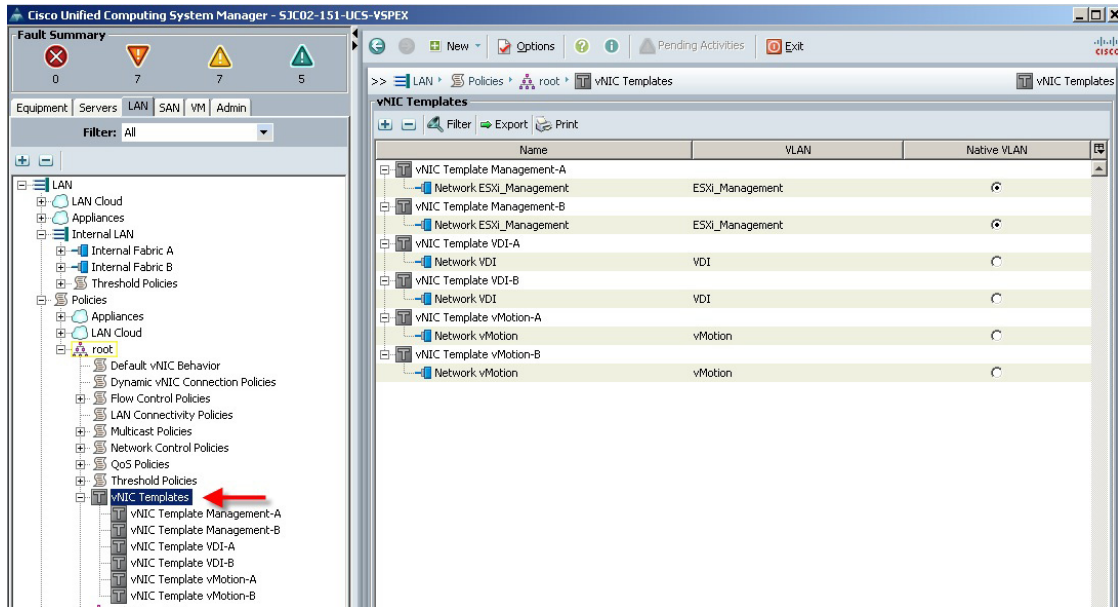 Cisco Unified Computing System Manager - SJC02-151-UCS-VSPEX
Fault Summary
0 7 7 5
Equipment Servers LAN SAN VM Admin
Filter: All
LAN
LAN Cloud
Appliances
Internal LAN
Internal Fabric A
Internal Fabric B
Threshold Policies
Policies
Appliances
LAN Cloud
root
Default vNIC Behavior
Dynamic vNIC Connection Policies
Flow Control Policies
LAN Connectivity Policies
Multicast Policies
Network Control Policies
QoS Policies
Threshold Policies
vNIC Templates
vNIC Template Management-A
vNIC Template Management-B
vNIC Template VDI-A
vNIC Template VDI-B
vNIC Template vMotion-A
vNIC Template vMotion-B
New Options Pending Activities Exit
CISCO
>> LAN Policies root vNIC Templates vNIC Templates
vNIC Templates
Filter Export Print
Name VLAN Native VLAN
vNIC Template Management-A
Network ESXi_Management ESXi_Management
vNIC Template Management-B
Network ESXi_Management ESXi_Management
vNIC Template VDI-A
Network VDI VDI
vNIC Template VDI-B
Network VDI VDI
vNIC Template vMotion-A
Network vMotion vMotion
vNIC Template vMotion-B
Network vMotion vMotion